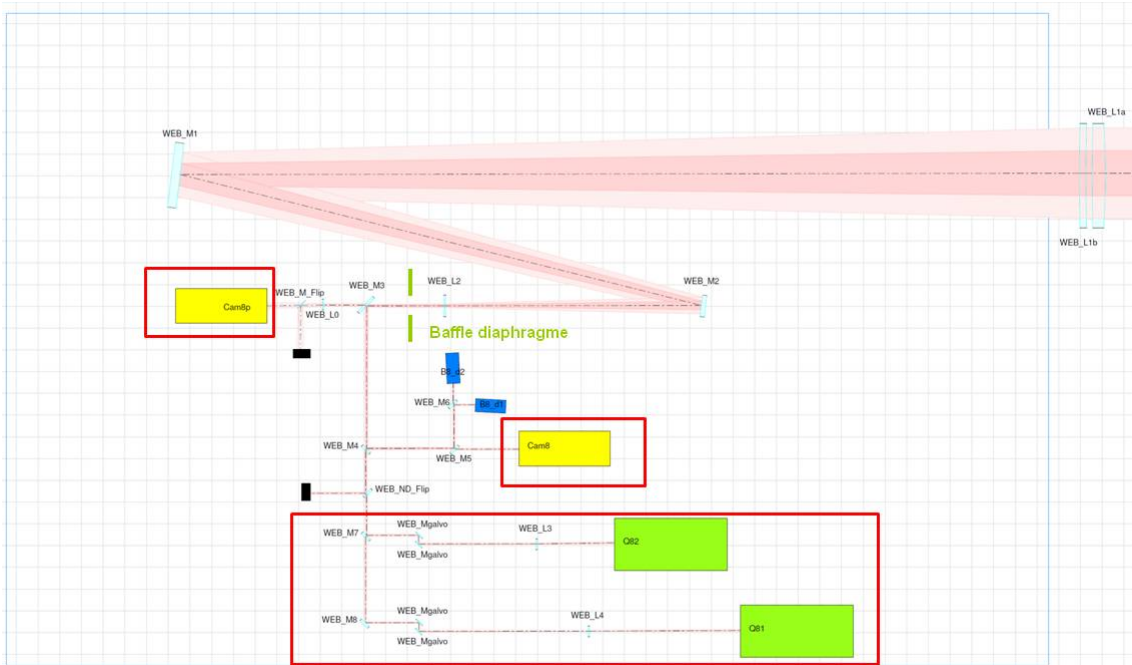 WEB_L1a
WEB_M1
WEB_L1b
WEB_M2
WEB_M3
WEB_L2
WEB_M_Flip
Cam8p
WEB_L0
Baffle diaphragme
B8_d2
WEB_M6
B8_d1
WEB_M4
Cam8
WEB_M5
WEB_ND_Flip
WEB_Mgalvo
WEB_L3
WEB_M7
Q82
WEB_Mgalvo
WEB_Mgalvo
WEB_L4
WEB_M8
Q81
WEB_Mgalvo